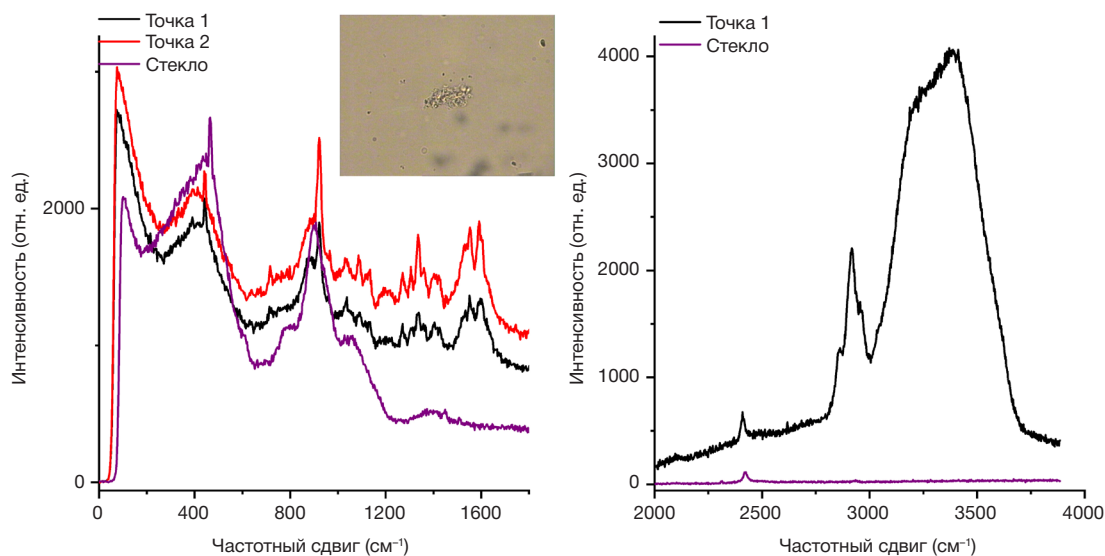 Точка 1
Точка 2
Стекло
Интенсивность (отн. ед.)
2000
0
0
400
800
1200
1600
Частотный сдвиг (см⁻¹)
Точка 1
Стекло
Интенсивность (отн. ед.)
4000
3000
2000
1000
0
2000
2500
3000
3500
4000
Частотный сдвиг (см⁻¹)